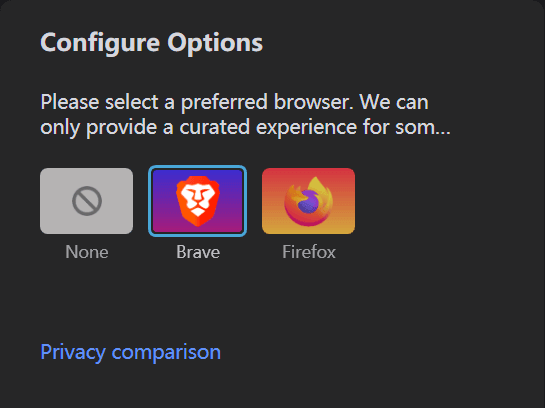 Configure Options
Please select a preferred browser. We can
only provide a curated experience for som...
None
Brave
Firefox
Privacy comparison